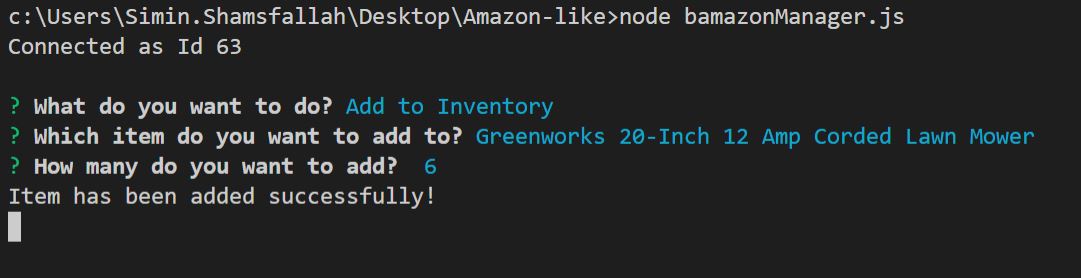 c:\Users\Simin.Shamsfallah\Desktop\Amazon-like>node bamazonManager.js
Connected as Id 63
? What do you want to do? Add to Inventory
? Which item do you want to add to? Greenworks 20-Inch 12 Amp Corded Lawn Mower
? How many do you want to add?  6
Item has been added successfully!